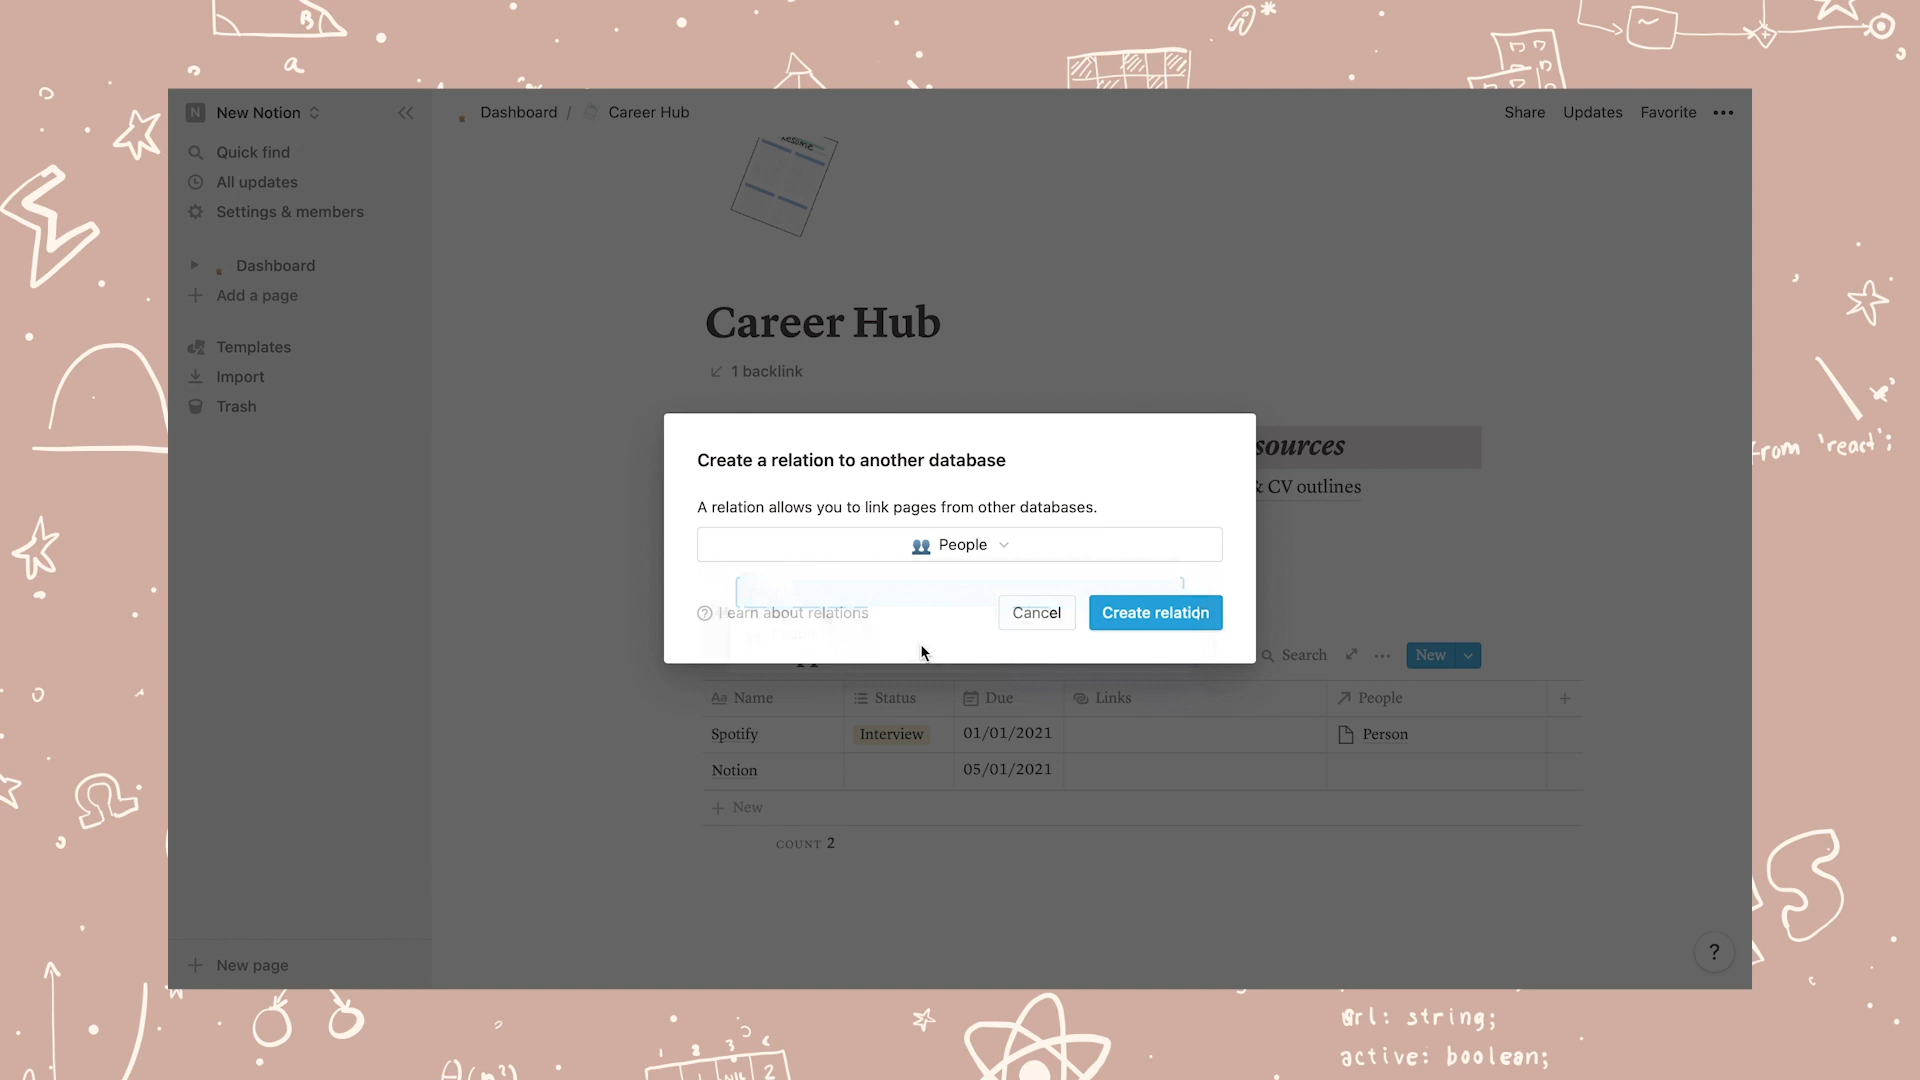 B
a
N New Notion
Dashboard / Career Hub
Share Updates Favorite •••
Quick find
All updates
Settings & members
Dashboard
Add a page
Templates
Import
Trash
New page
RESUME
Career Hub
1 backlink
sources
& CV outlines
Create a relation to another database
A relation allows you to link pages from other databases.
People
Learn about relations
Cancel
Create relation
Search ••• New
Aa Name Status Due Links People +
Spotify Interview 01/01/2021 Person
Notion 05/01/2021
+ New
COUNT 2
?
from 'react';
url: string;
active: boolean;